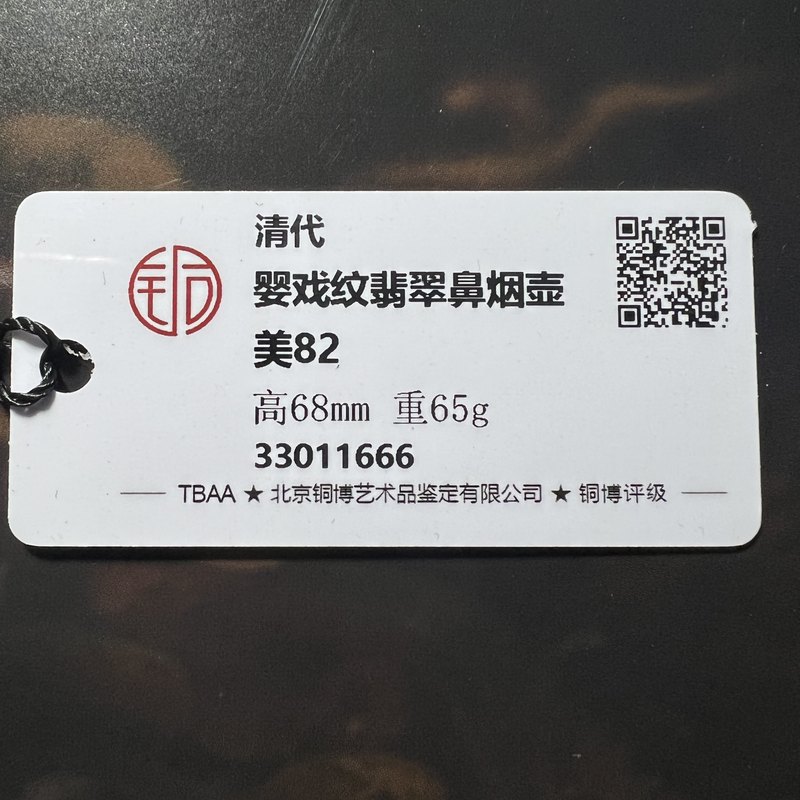 清代
婴戏纹翡翠鼻烟壶
美82
高68mm 重65g
33011666
TBAA ★ 北京铜博艺术品鉴定有限公司 ★ 铜博评级